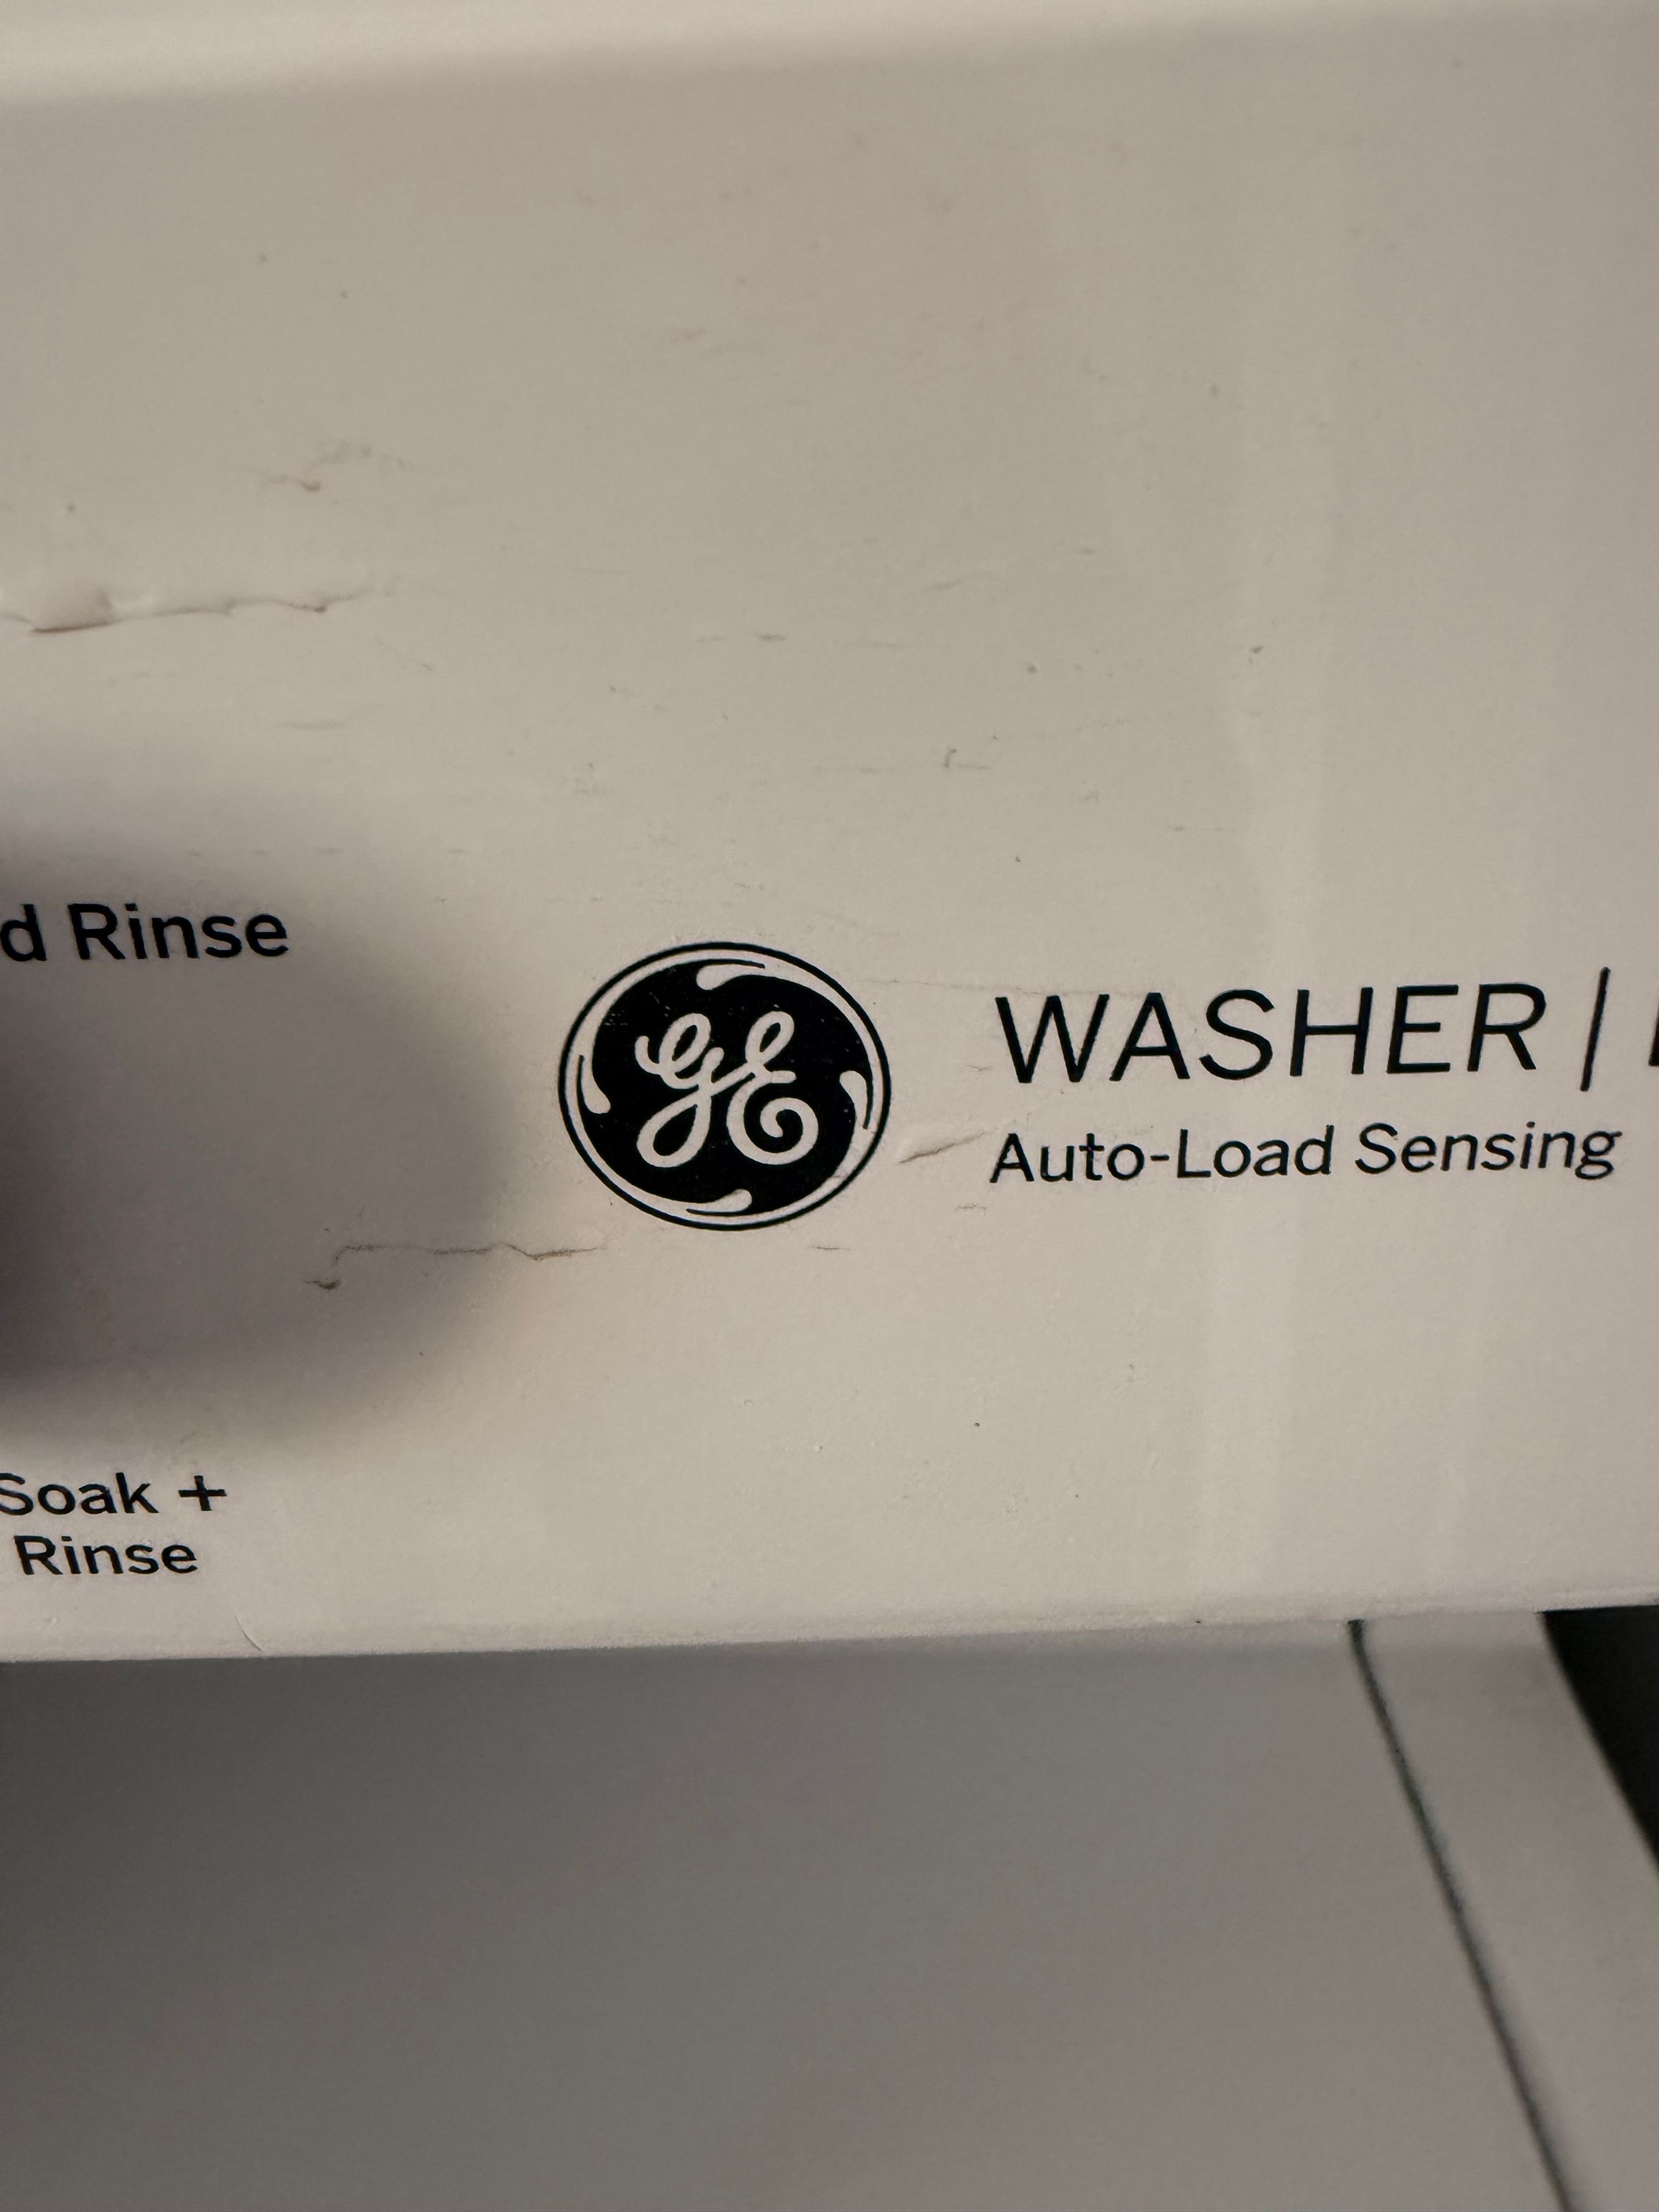 d Rinse
GE
WASHER |
Auto-Load Sensing
Soak +
Rinse